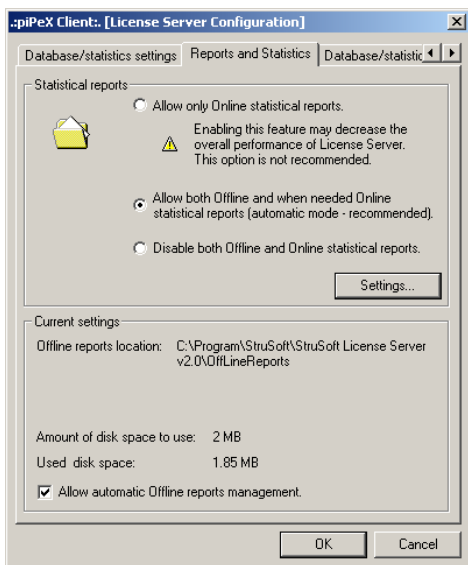 .:piPeX Client:. [License Server Configuration]
Database/statistics settings
Reports and Statistics
Database/statistic
Statistical reports
Allow only Online statistical reports.
Enabling this feature may decrease the
overall performance of License Server.
This option is not recommended.
Allow both Offline and when needed Online
statistical reports (automatic mode - recommended).
Disable both Offline and Online statistical reports.
Settings...
Current settings
Offline reports location: C:\Program\StruSoft\StruSoft License Server
v2.0\OffLineReports
Amount of disk space to use: 2 MB
Used disk space: 1.85 MB
Allow automatic Offline reports management.
OK Cancel